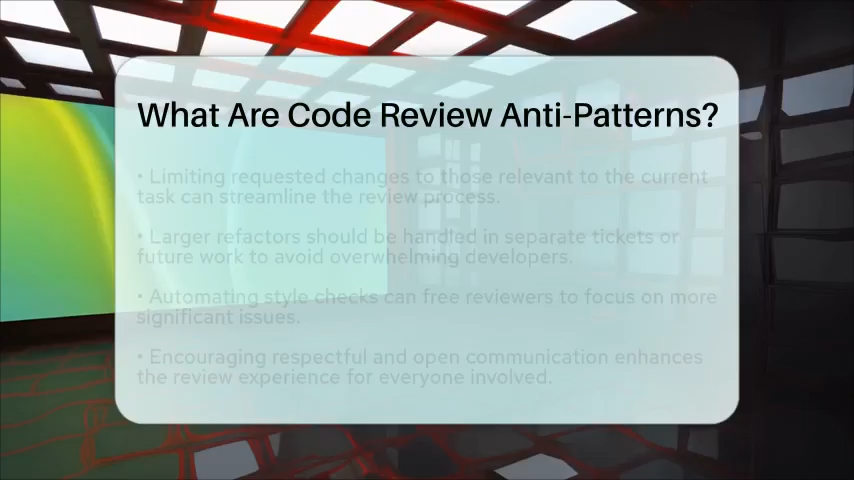 What Are Code Review Anti-Patterns?
• Limiting requested changes to those relevant to the current
task can streamline the review process.
• Larger refactors should be handled in separate tickets or
future work to avoid overwhelming developers.
• Automating style checks can free reviewers to focus on more
significant issues.
• Encouraging respectful and open communication enhances
the review experience for everyone involved.